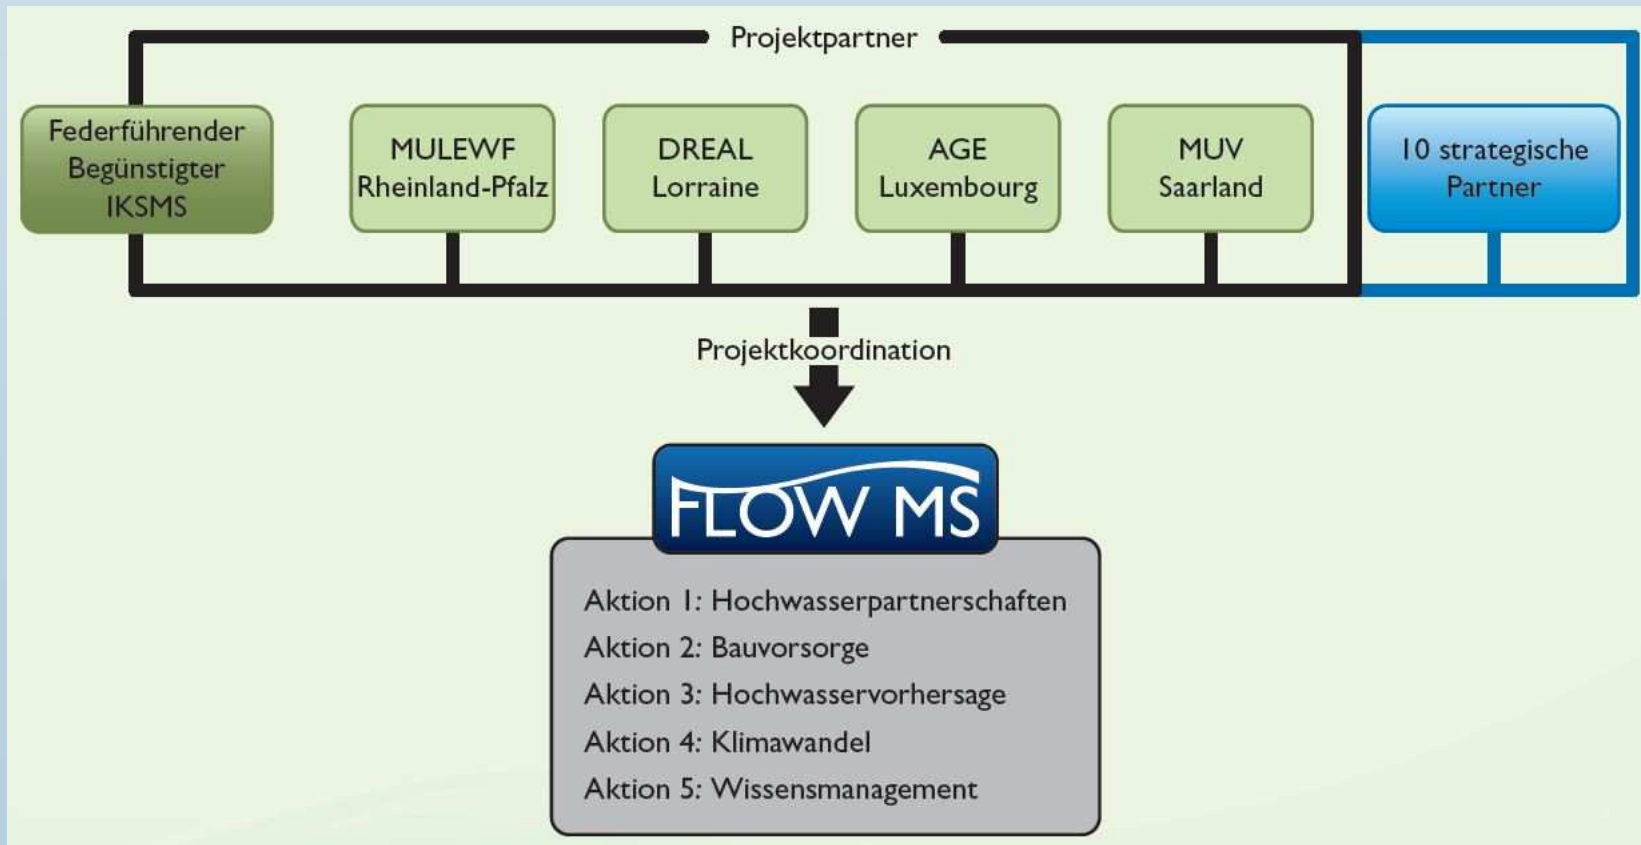 Projektpartner
Federführender
Begünstigter
IKSMS
MULEWF
Rheinland-Pfalz
DREAL
Lorraine
AGE
Luxembourg
MUV
Saarland
10 strategische
Partner
Projektkoordination
FLOW MS
Aktion 1: Hochwasserpartnerschaften
Aktion 2: Bauvorsorge
Aktion 3: Hochwasservorhersage
Aktion 4: Klimawandel
Aktion 5: Wissensmanagement